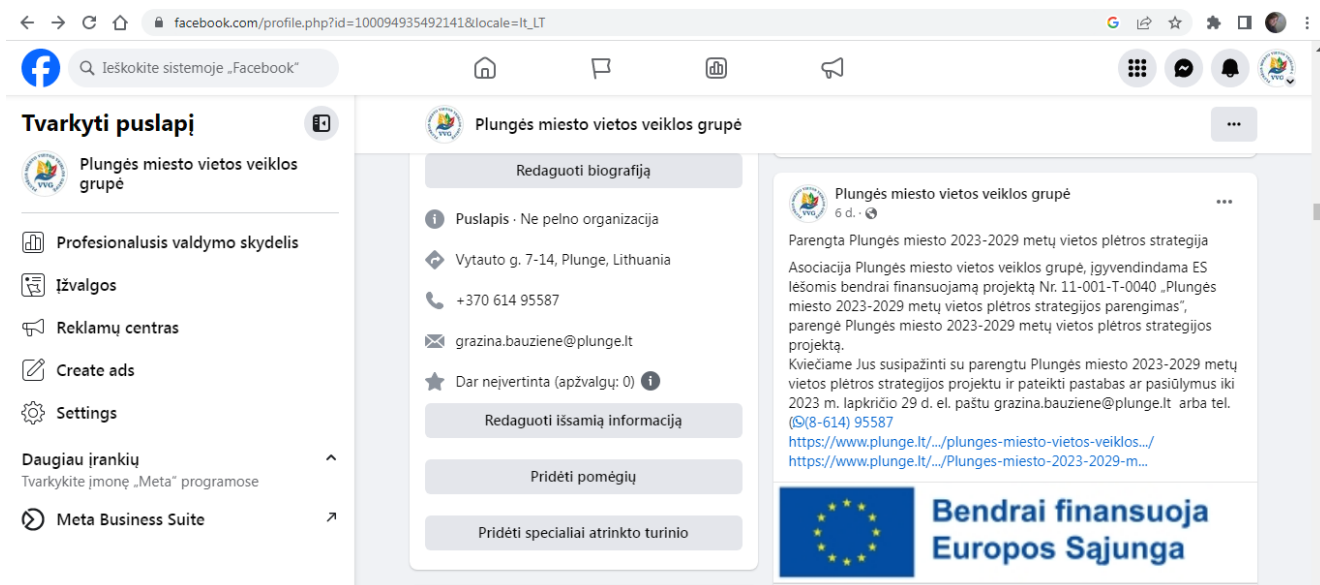 facebook.com/profile.php?id=100094935492141&locale=lt_LT
Ieškokite sistemoje „Facebook“
Tvarkyti puslapį
Plungės miesto vietos veiklos
grupė
Profesionalusis valdymo skydelis
Įžvalgos
Reklamų centras
Create ads
Settings
Daugiau įrankių
Tvarkykite įmonę „Meta“ programose
Meta Business Suite
Plungės miesto vietos veiklos grupė
Redaguoti biografiją
Puslapis · Ne pelno organizacija
Vytauto g. 7-14, Plunge, Lithuania
+370 614 95587
grazina.bauziene@plunge.lt
Dar neįvertinta (apžvalgų: 0)
Redaguoti išsamią informaciją
Pridėti pomėgių
Pridėti specialiai atrinkto turinio
Plungės miesto vietos veiklos grupė
6 d. ·
Parengta Plungės miesto 2023-2029 metų vietos plėtros strategija
Asociacija Plungės miesto vietos veiklos grupė, įgyvendindama ES
lėšomis bendrai finansuojamą projektą Nr. 11-001-T-0040 „Plungės
miesto 2023-2029 metų vietos plėtros strategijos parengimas“,
parengė Plungės miesto 2023-2029 metų vietos plėtros strategijos
projektą.
Kviečiame Jus susipažinti su parengtu Plungės miesto 2023-2029 metų
vietos plėtros strategijos projektu ir pateikti pastabas ar pasiūlymus iki
2023 m. lapkričio 29 d. el. paštu grazina.bauziene@plunge.lt arba tel.
((8-614) 95587
https://www.plunge.lt/.../plunges-miesto-vietos-veiklos.../
https://www.plunge.lt/.../Plunges-miesto-2023-2029-m...
Bendrai finansuoja
Europos Sąjunga